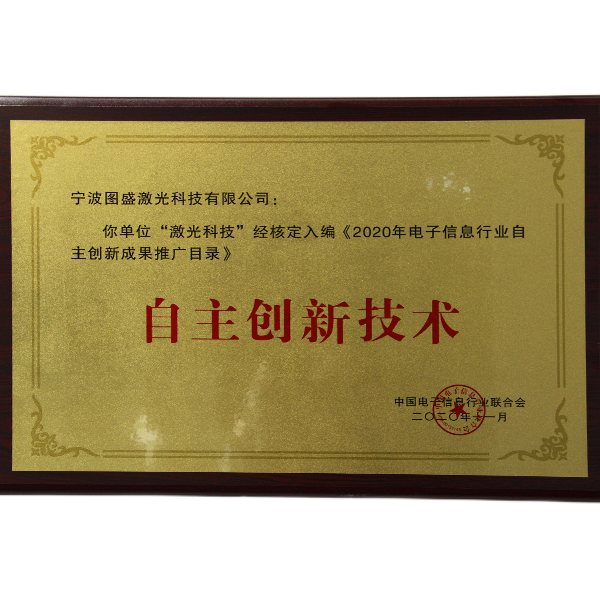 宁波图盛激光科技有限公司：
你单位“激光科技”经核定入编《2020年电子信息行业自
主创新成果推广目录》
自主创新技术
中国电子信息行业联合会
二〇二〇年十一月